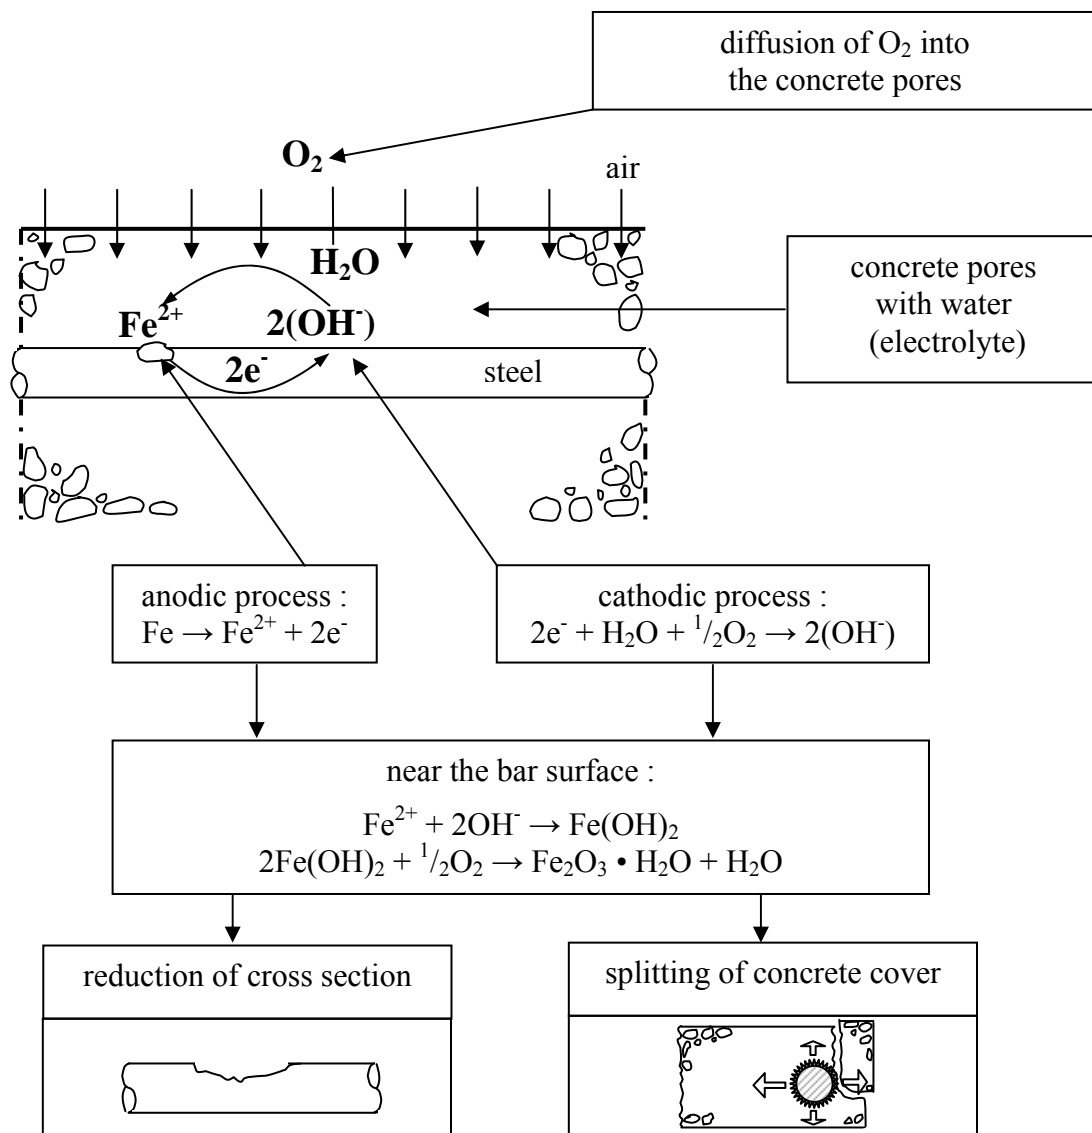 diffusion of O₂ into
the concrete pores
O₂
air
H₂O
concrete pores
with water
(electrolyte)
Fe²⁺
2(OH⁻)
2e⁻
steel
anodic process :
Fe → Fe²⁺ + 2e⁻
cathodic process :
2e⁻ + H₂O + ¹/₂O₂ → 2(OH⁻)
near the bar surface :
Fe²⁺ + 2OH⁻ → Fe(OH)₂
2Fe(OH)₂ + ¹/₂O₂ → Fe₂O₃ • H₂O + H₂O
reduction of cross section
splitting of concrete cover